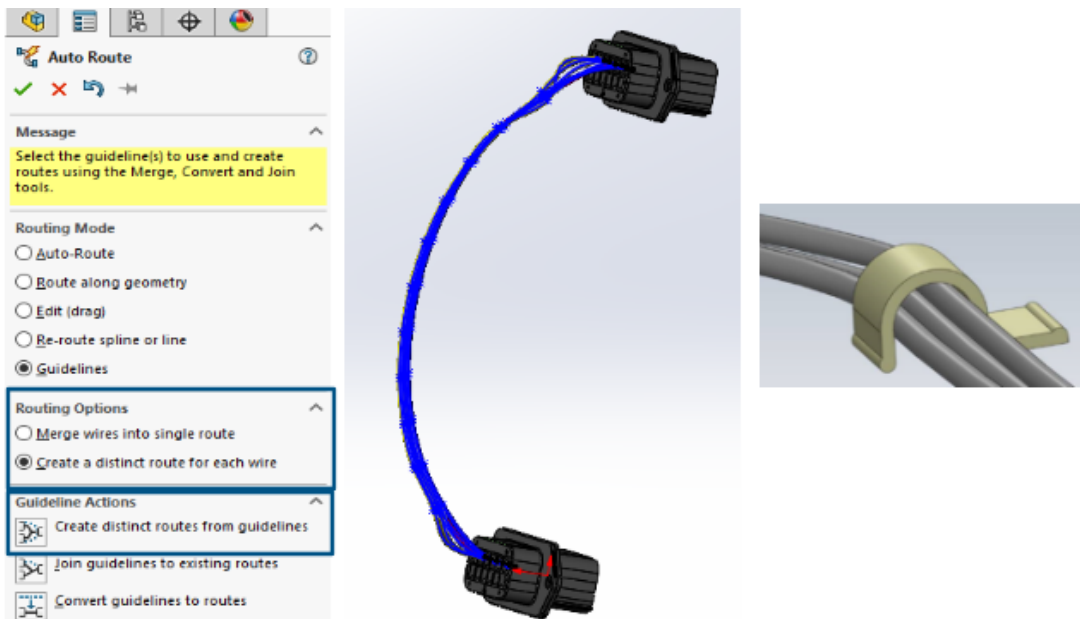 Auto Route
Message
Select the guideline(s) to use and create
routes using the Merge, Convert and Join
tools.
Routing Mode
Auto-Route
Route along geometry
Edit (drag)
Re-route spline or line
Guidelines
Routing Options
Merge wires into single route
Create a distinct route for each wire
Guideline Actions
Create distinct routes from guidelines
Join guidelines to existing routes
Convert guidelines to routes